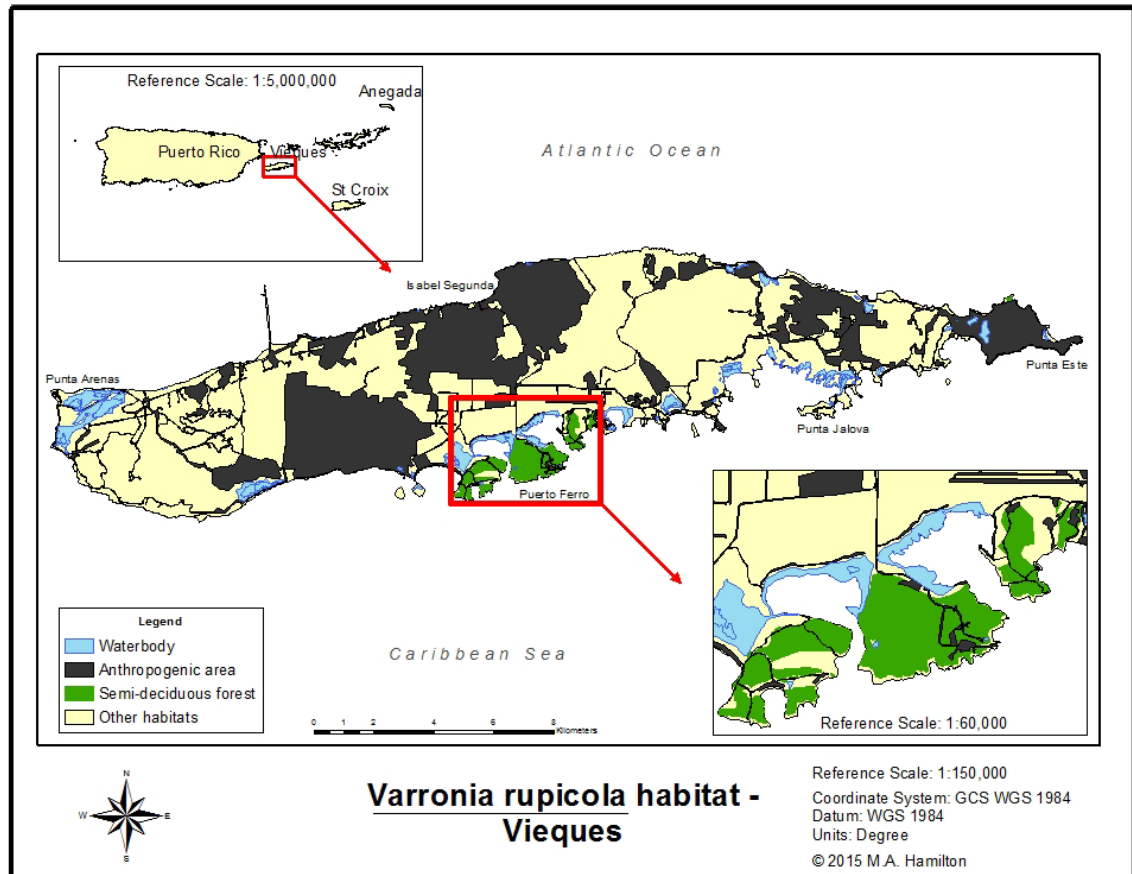 Reference Scale: 1:5,000,000
Anegada
Puerto Rico
Vieques
St Croix
Atlantic Ocean
Isabel Segunda
Punta Arenas
Punta Este
Punta Jalova
Puerto Ferro
Legend
Waterbody
Anthropogenic area
Semi-deciduous forest
Other habitats
Caribbean Sea
0 1 2 4 6 8
Kilometers
Reference Scale: 1:60,000
N
W E
S
Varronia rupicola habitat -
Vieques
Reference Scale: 1:150,000
Coordinate System: GCS WGS 1984
Datum: WGS 1984
Units: Degree
© 2015 M.A. Hamilton